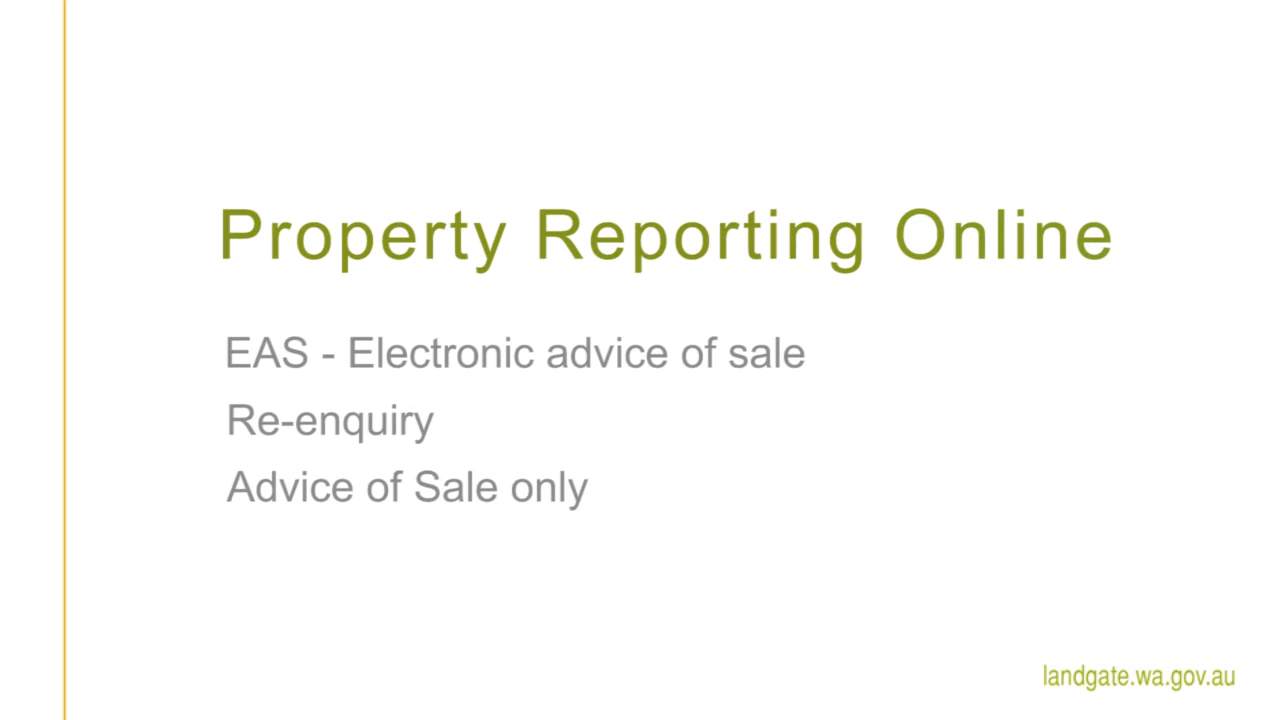 Property Reporting Online
EAS - Electronic advice of sale
Re-enquiry
Advice of Sale only
landgate.wa.gov.au